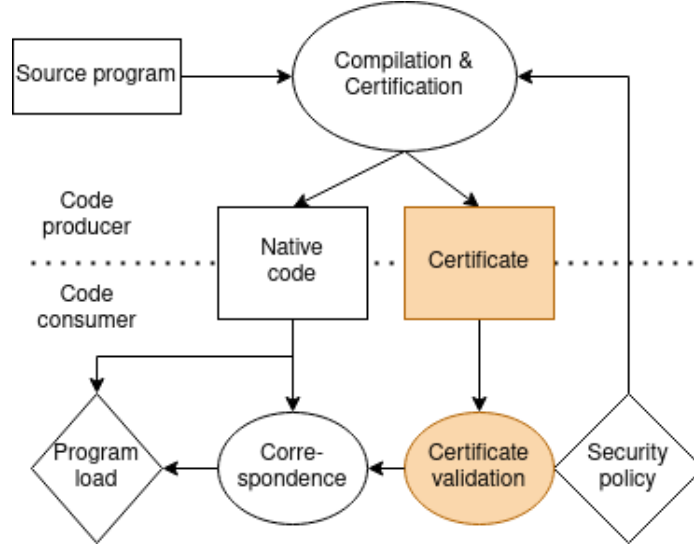 Source program
Compilation &
Certification
Code
producer
Native
code
Certificate
Code
consumer
Program
load
Corre-
spondence
Certificate
validation
Security
policy